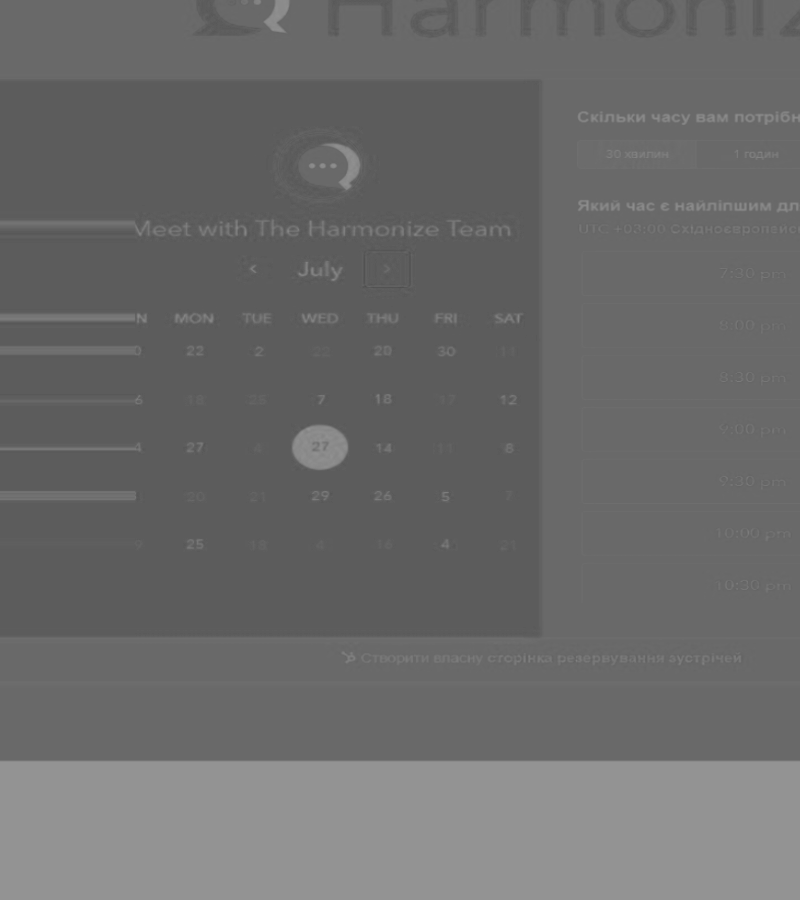 Harmoniz
Скільки часу вам потрібн
30 хвилин 1 годин
Який час є найліпшим дл
UTC +03:00 Східноєвропейсь
Meet with The Harmonize Team
July
N MON TUE WED THU FRI SAT
0 22 2 22 20 30 11
6 18 25 7 18 17 12
4 27 4 27 14 11 8
20 21 29 26 5 7
9 25 15 4 16 4 21
7:30 pm
8:00 pm
8:30 pm
9:00 pm
9:30 pm
10:00 pm
10:30 pm
Створити власну сторінка резервування зустрічей